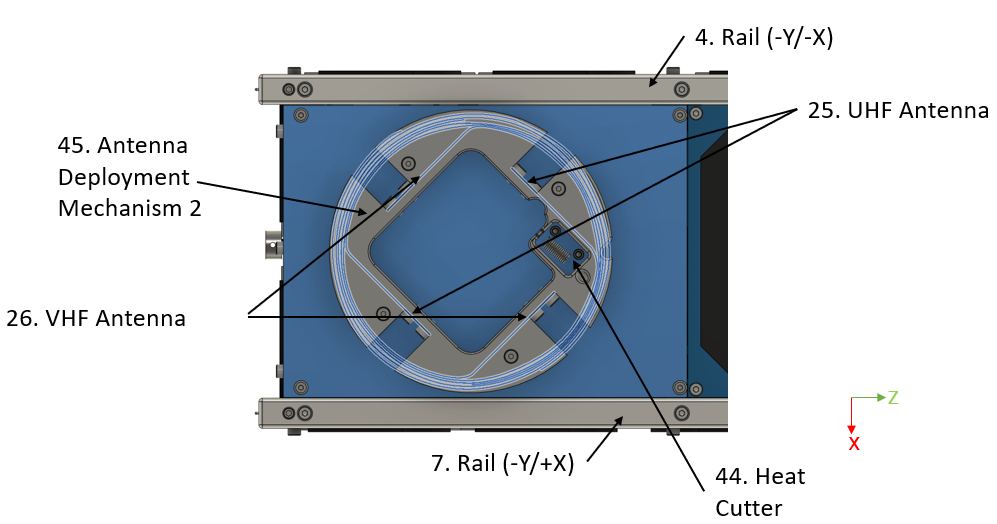 4. Rail (-Y/-X)
25. UHF Antenna
45. Antenna
Deployment
Mechanism 2
26. VHF Antenna
Z
X
7. Rail (-Y/+X)
44. Heat
Cutter